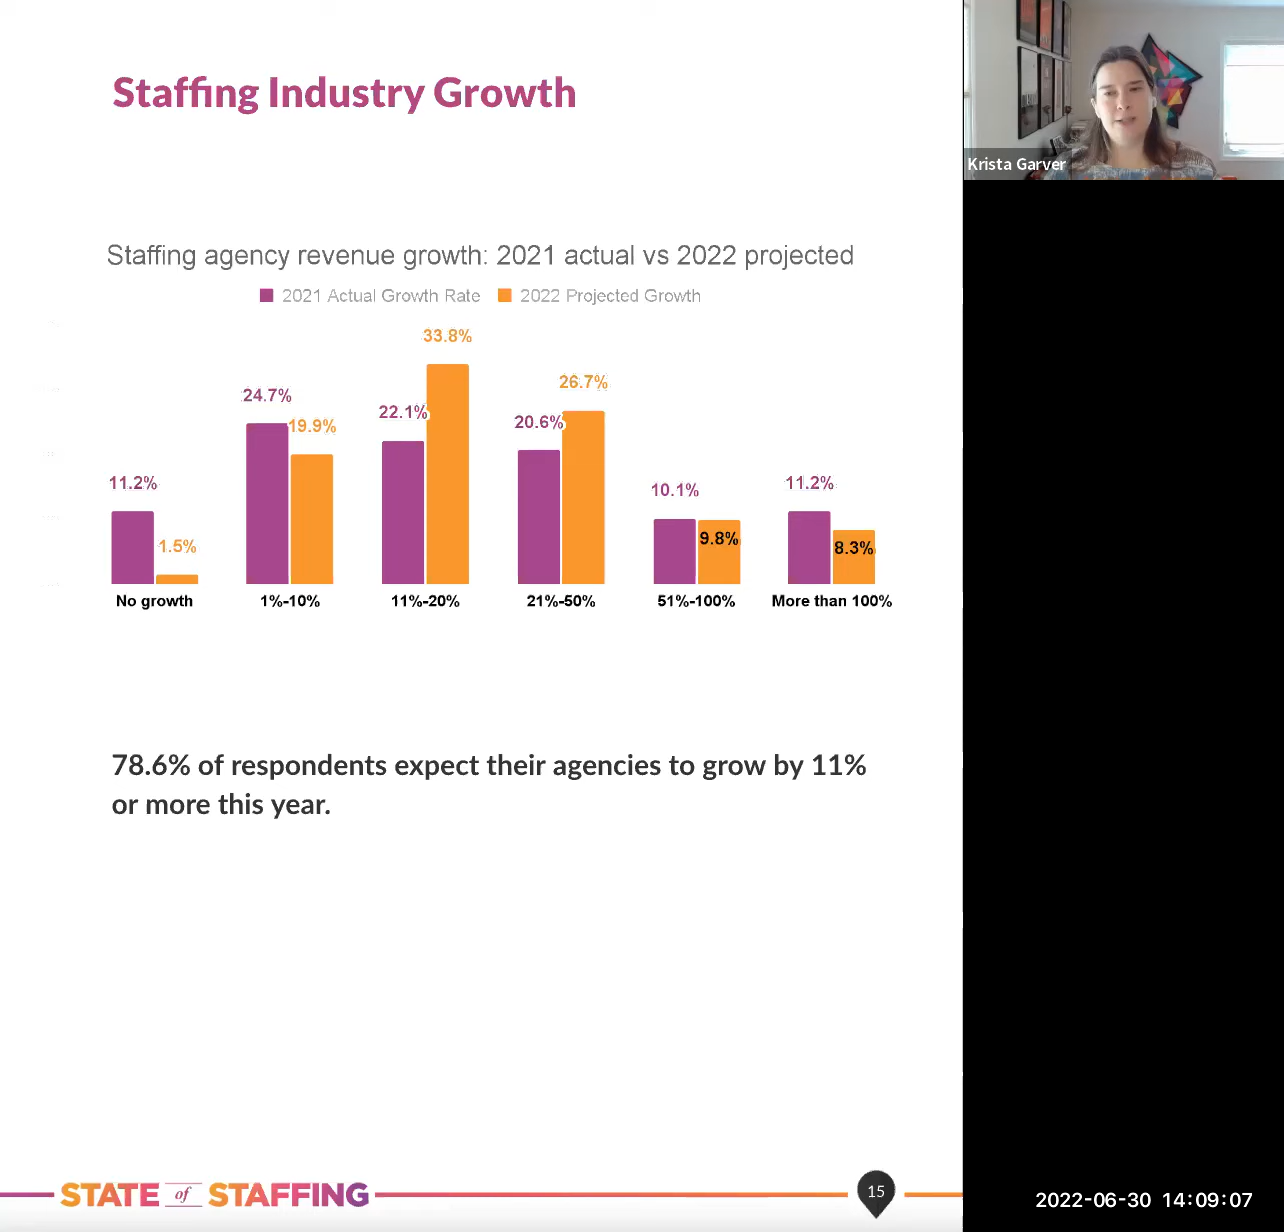 Staffing Industry Growth
Krista Garver
Staffing agency revenue growth: 2021 actual vs 2022 projected
2021 Actual Growth Rate 2022 Projected Growth
33.8%
26.7%
24.7%
22.1%
20.6%
19.9%
11.2%
10.1%
11.2%
1.5%
9.8%
8.3%
No growth 1%-10% 11%-20% 21%-50% 51%-100% More than 100%
78.6% of respondents expect their agencies to grow by 11%
or more this year.
STATE of STAFFING
15
2022-06-30 14:09:07